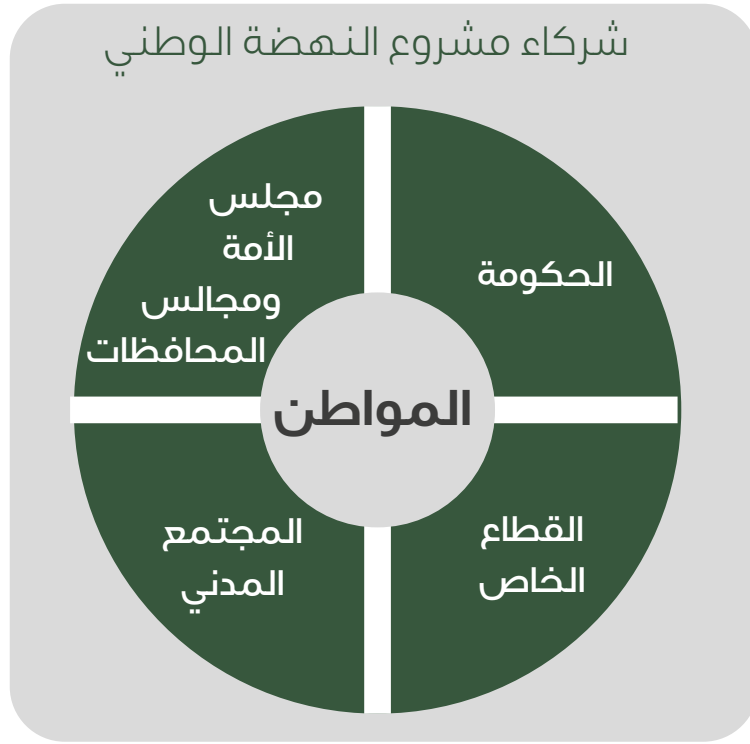 شركاء مشروع النهضة الوطني
الحكومة
مجلس
الأمة
ومجالس
المحافظات
المواطن
القطاع
الخاص
المجتمع
المدني